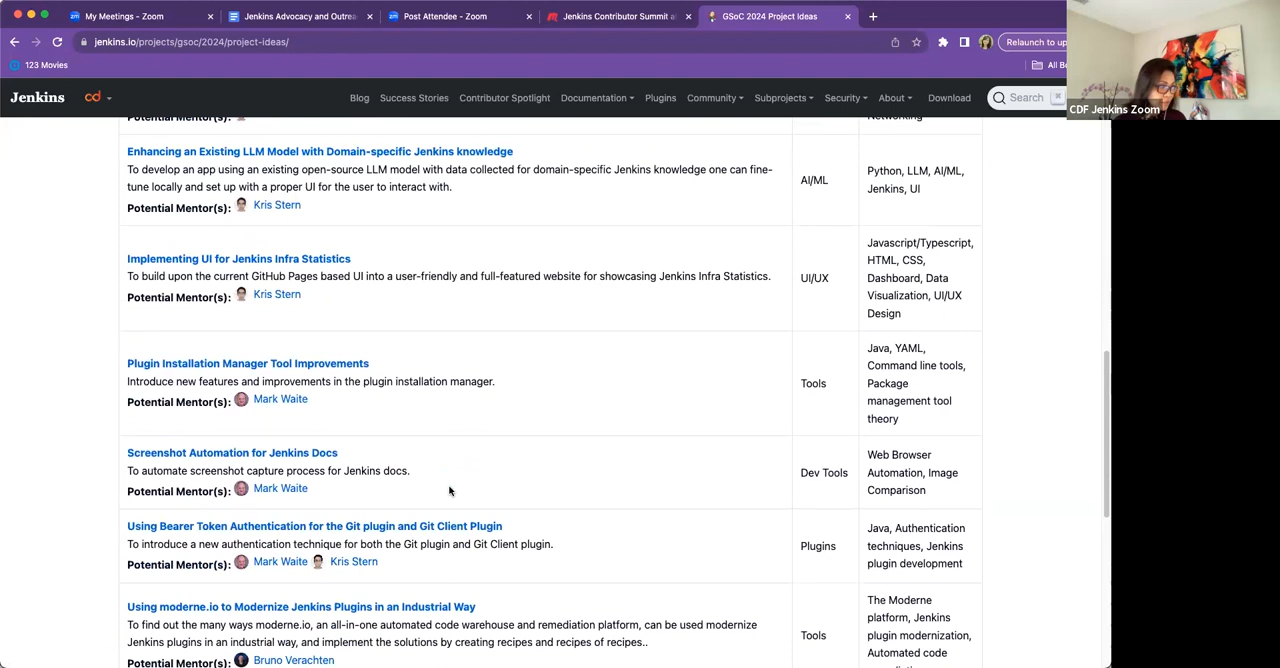 My Meetings - Zoom
Jenkins Advocacy and Outrea
Post Attendee - Zoom
Jenkins Contributor Summit a
GSoC 2024 Project Ideas
jenkins.io/projects/gsoc/2024/project-ideas/
Relaunch to up
123 Movies
All Bo
CDF Jenkins Zoom
Jenkins
cd
Blog
Success Stories
Contributor Spotlight
Documentation
Plugins
Community
Subprojects
Security
About
Download
Search
Potential Mentor(s):
Networking
Enhancing an Existing LLM Model with Domain-specific Jenkins knowledge
To develop an app using an existing open-source LLM model with data collected for domain-specific Jenkins knowledge one can fine-
tune locally and set up with a proper UI for the user to interact with.
Potential Mentor(s): Kris Stern
AI/ML
Python, LLM, AI/ML,
Jenkins, UI
Implementing UI for Jenkins Infra Statistics
To build upon the current GitHub Pages based UI into a user-friendly and full-featured website for showcasing Jenkins Infra Statistics.
Potential Mentor(s): Kris Stern
UI/UX
Javascript/Typescript,
HTML, CSS,
Dashboard, Data
Visualization, UI/UX
Design
Plugin Installation Manager Tool Improvements
Introduce new features and improvements in the plugin installation manager.
Potential Mentor(s): Mark Waite
Tools
Java, YAML,
Command line tools,
Package
management tool
theory
Screenshot Automation for Jenkins Docs
To automate screenshot capture process for Jenkins docs.
Potential Mentor(s): Mark Waite
Dev Tools
Web Browser
Automation, Image
Comparison
Using Bearer Token Authentication for the Git plugin and Git Client Plugin
To introduce a new authentication technique for both the Git plugin and Git Client plugin.
Potential Mentor(s): Mark Waite Kris Stern
Plugins
Java, Authentication
techniques, Jenkins
plugin development
Using moderne.io to Modernize Jenkins Plugins in an Industrial Way
To find out the many ways moderne.io, an all-in-one automated code warehouse and remediation platform, can be used modernize
Jenkins plugins in an industrial way, and implement the solutions by creating recipes and recipes of recipes..
Potential Mentor(s): Bruno Verachten
Tools
The Moderne
platform, Jenkins
plugin modernization,
Automated code